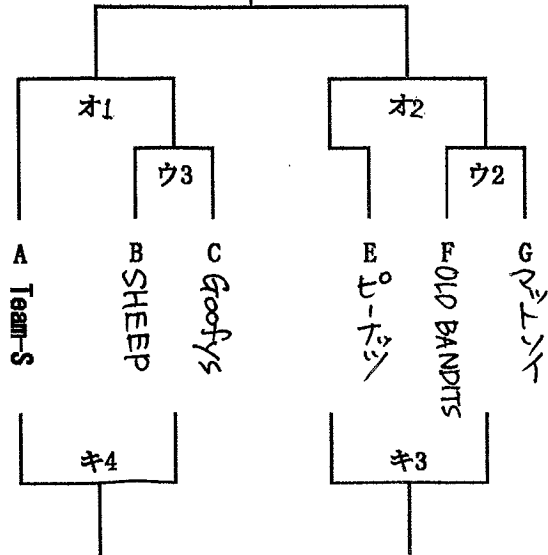 オ1
オ2
ウ3
ウ2
A Team-S
B SHEEP
C Goofys
E ピーナッツ
F OLD BANDITS
G マットソイ
キ4
キ3